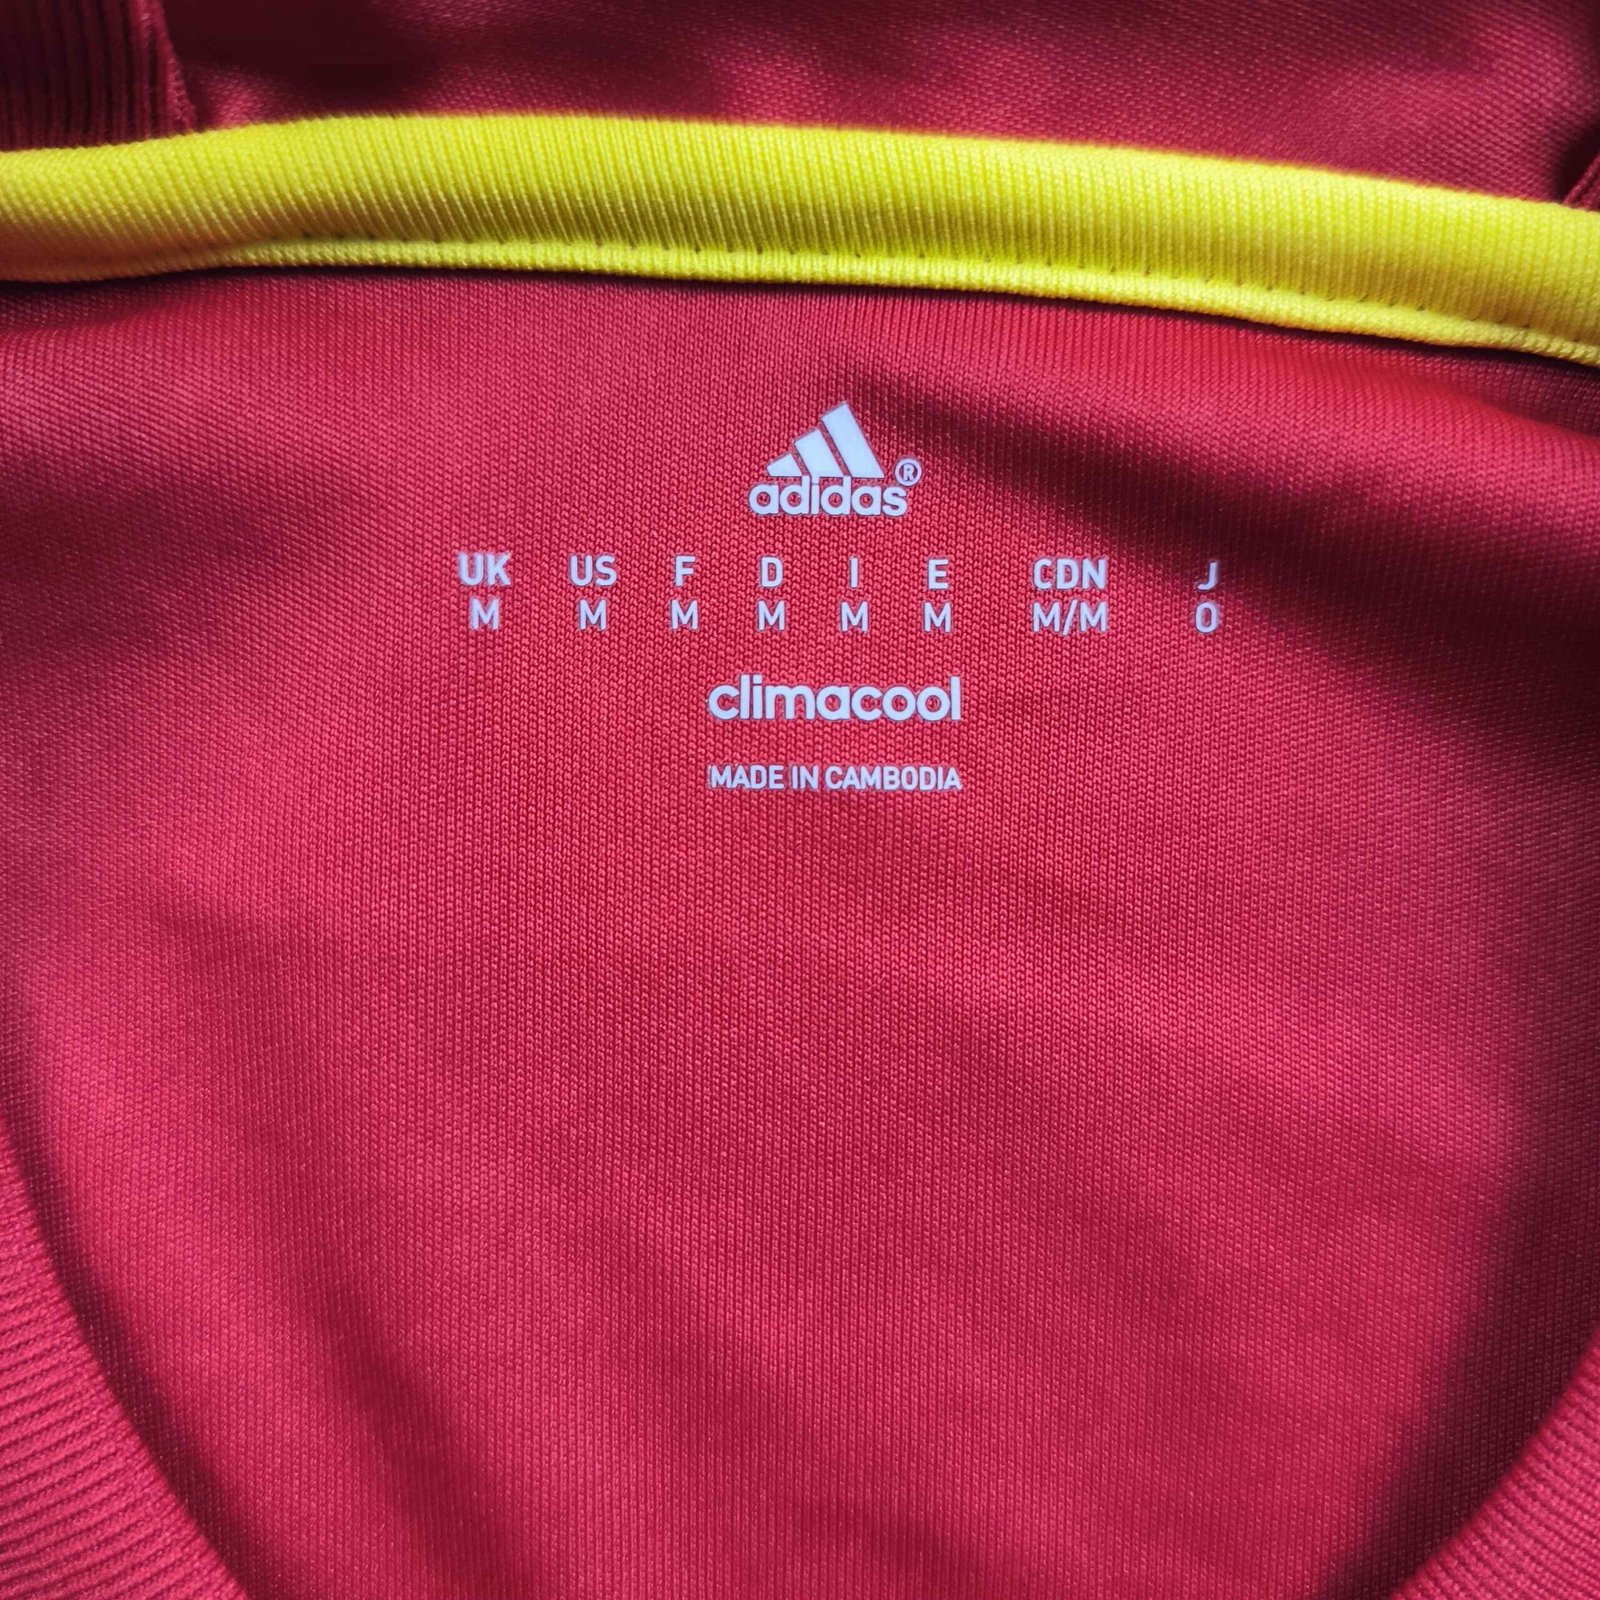 adidas®
UK US F D I E CDN J
M M M M M M M/M O
climacool
MADE IN CAMBODIA